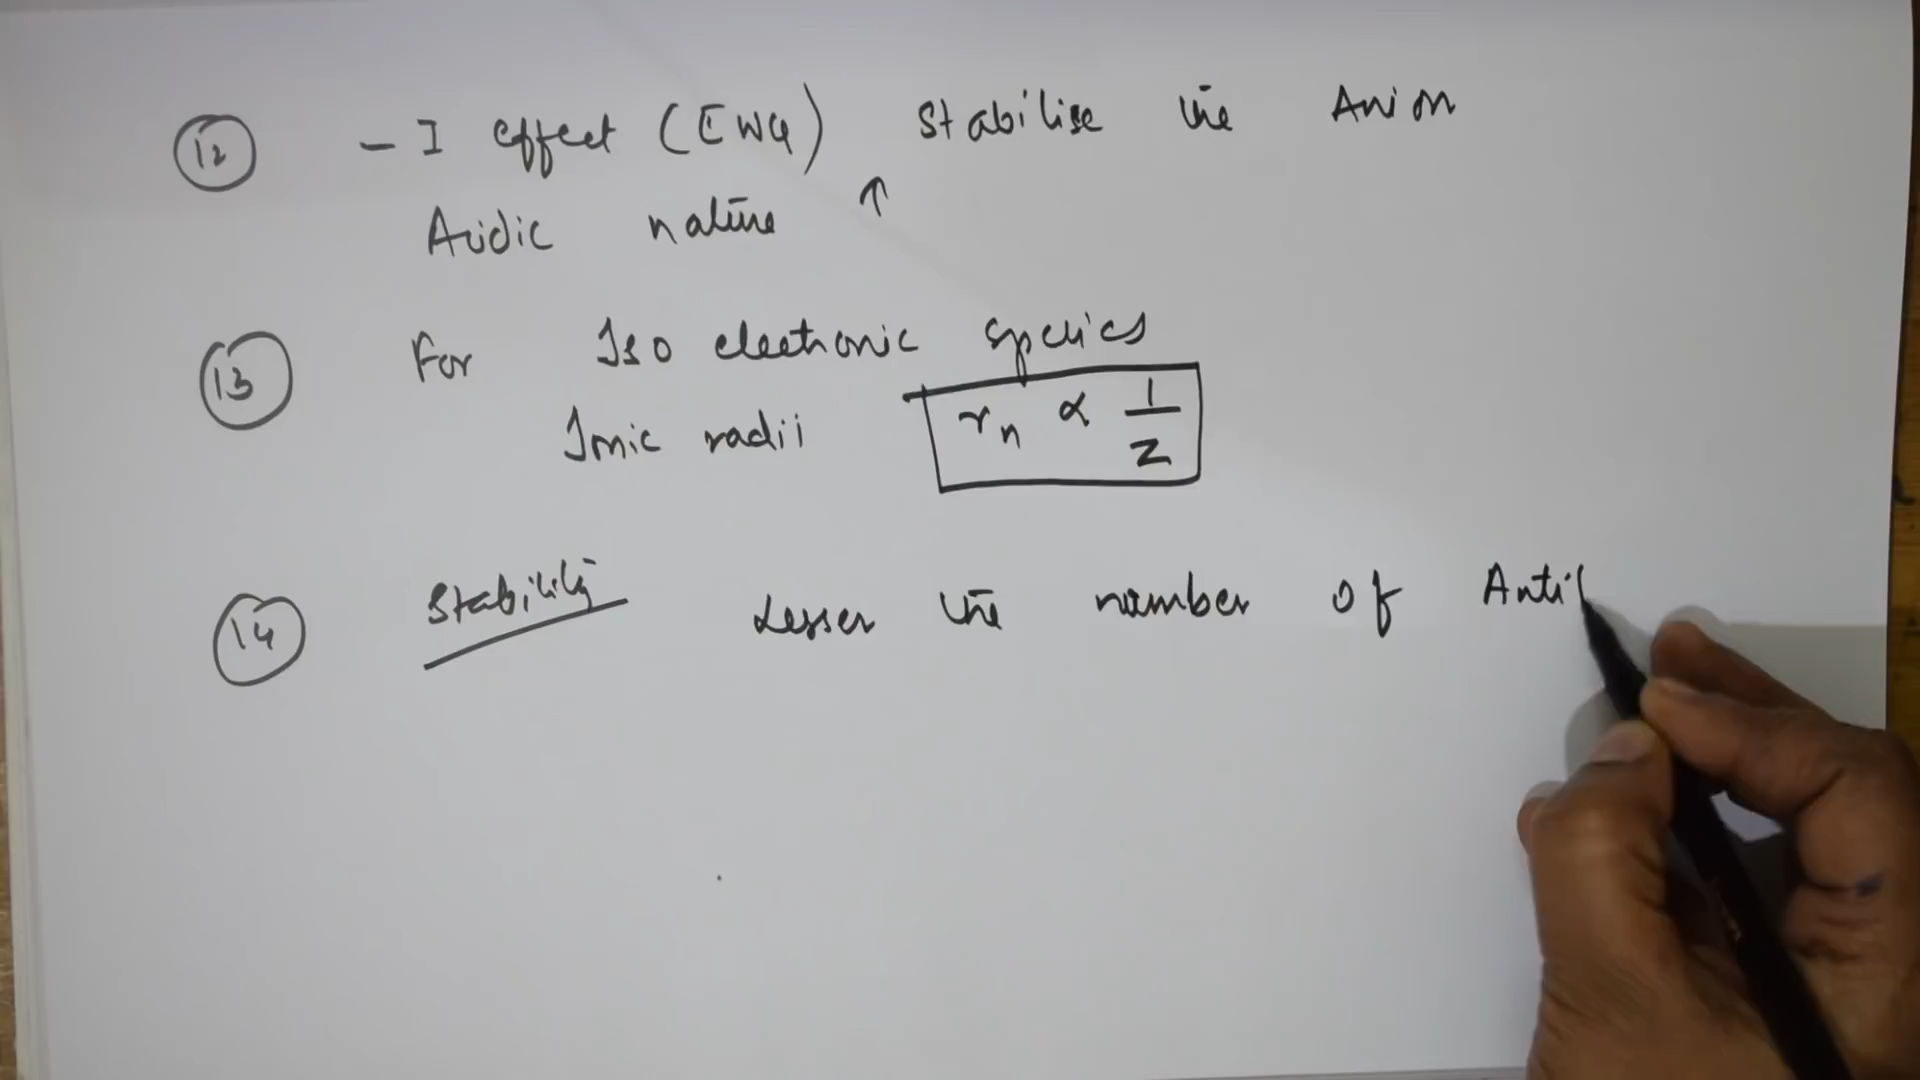 12 - I effect (EWG) stabilise the Anion
Acidic nature ↑
13 For Iso electronic species
Ionic radii rn ∝ 1/Z
14 Stability Lesser the number of Anti